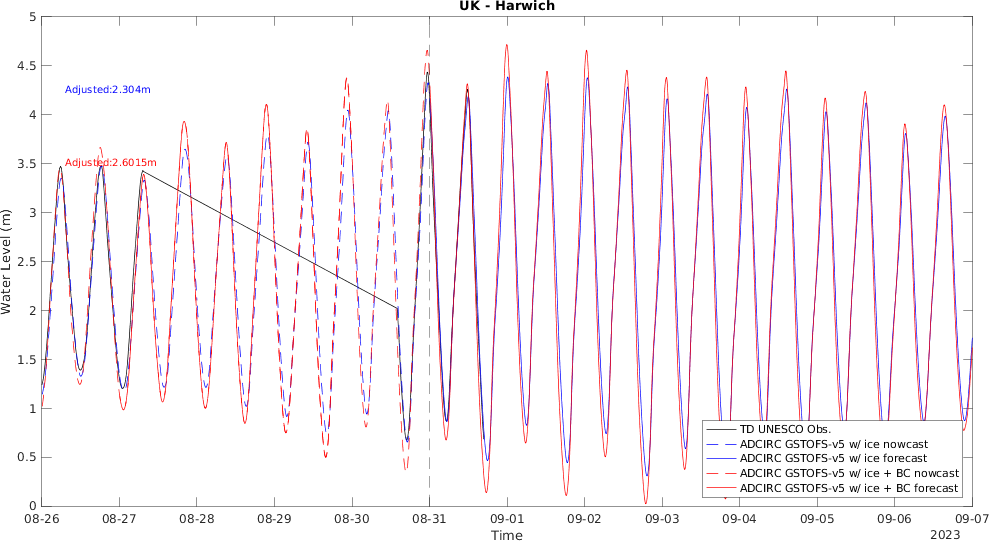 UK - Harwich
5
4.5
4
3.5
3
2.5
2
1.5
1
0.5
0
Water Level (m)
Adjusted:2.304m
Adjusted:2.6015m
TD UNESCO Obs.
ADCIRC GSTOFS-v5 w/ ice nowcast
ADCIRC GSTOFS-v5 w/ ice forecast
ADCIRC GSTOFS-v5 w/ ice + BC nowcast
ADCIRC GSTOFS-v5 w/ ice + BC forecast
08-26 08-27 08-28 08-29 08-30 08-31 09-01 09-02 09-03 09-04 09-05 09-06 09-07
Time
2023